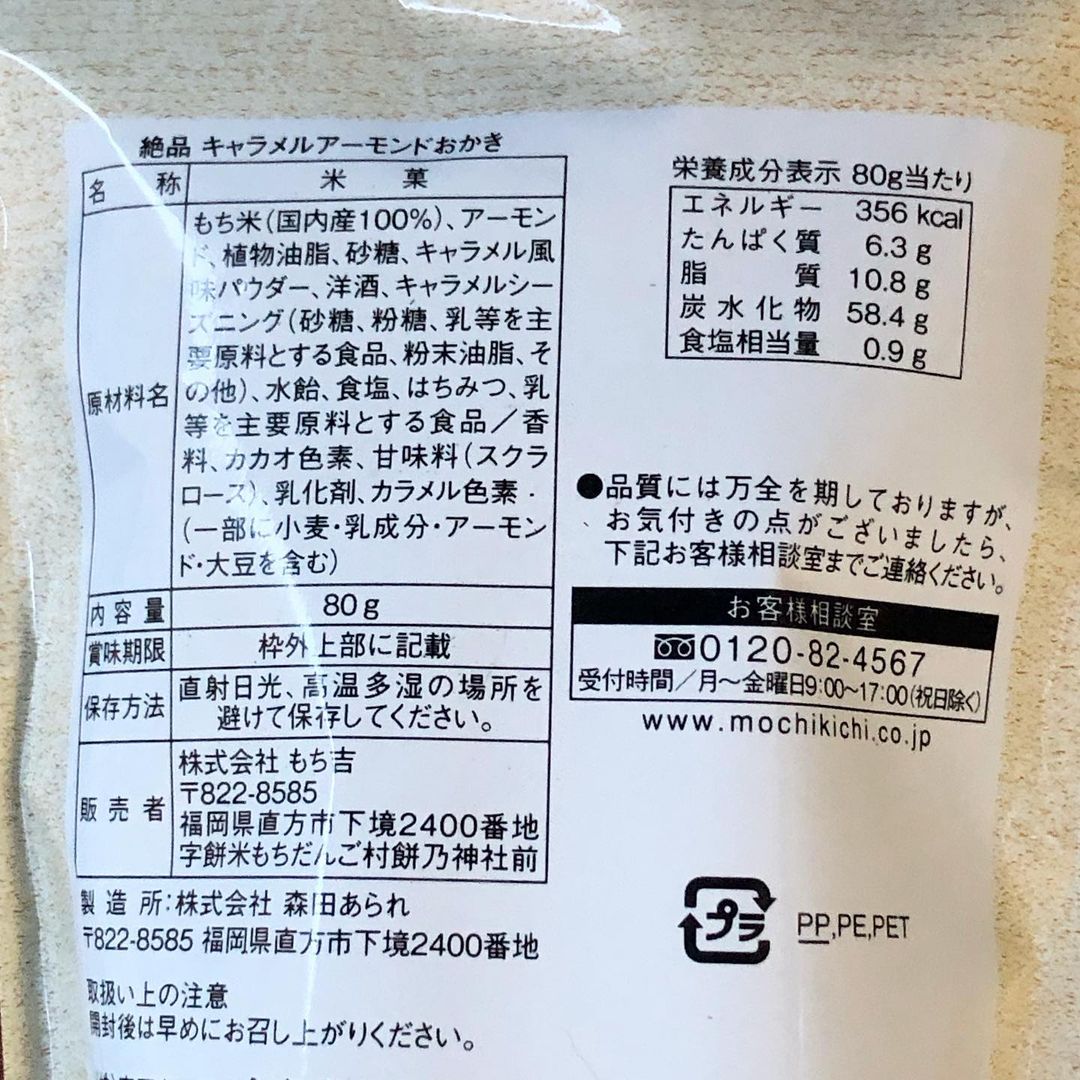 絶品 キャラメルアーモンドおかき
名 称 米 菓
原材料名
もち米(国内産100%)、アーモン
ド、植物油脂、砂糖、キャラメル風
味パウダー、洋酒、キャラメルシー
ズニング(砂糖、粉糖、乳等を主
要原料とする食品、粉末油脂、そ
の他)、水飴、食塩、はちみつ、乳
等を主要原料とする食品/香
料、カカオ色素、甘味料(スクラ
ロース)、乳化剤、カラメル色素
(一部に小麦・乳成分・アーモン
ド・大豆を含む)
内容量 80g
賞味期限 枠外上部に記載
保存方法
直射日光、高温多湿の場所を
避けて保存してください。
販売者
株式会社 もち吉
〒822-8585
福岡県直方市下境2400番地
字餅米もちだんご村餅乃神社前
製造所:株式会社 森田あられ
〒822-8585 福岡県直方市下境2400番地
取扱い上の注意
開封後は早めにお召し上がりください。
栄養成分表示 80g当たり
エネルギー 356 kcal
たんぱく質 6.3 g
脂 質 10.8 g
炭水化物 58.4 g
食塩相当量 0.9 g
●品質には万全を期しておりますが、
お気付きの点がございましたら、
下記お客様相談室までご連絡ください。
お客様相談室
0120-82-4567
受付時間/月~金曜日9:00~17:00(祝日除く)
www.mochikichi.co.jp
プラ PP,PE,PET